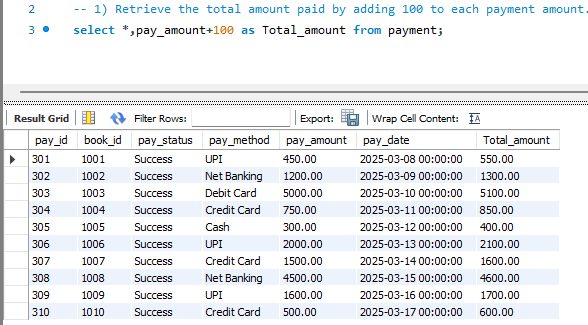 2 -- 1) Retrieve the total amount paid by adding 100 to each payment amount.
3 select *,pay_amount+100 as Total_amount from payment;
Result Grid Filter Rows: Export: Wrap Cell Content:
pay_id book_id pay_status pay_method pay_amount pay_date Total_amount
301 1001 Success UPI 450.00 2025-03-08 00:00:00 550.00
302 1002 Success Net Banking 1200.00 2025-03-09 00:00:00 1300.00
303 1003 Success Debit Card 5000.00 2025-03-10 00:00:00 5100.00
304 1004 Success Credit Card 750.00 2025-03-11 00:00:00 850.00
305 1005 Success Cash 300.00 2025-03-12 00:00:00 400.00
306 1006 Success UPI 2000.00 2025-03-13 00:00:00 2100.00
307 1007 Success Credit Card 1500.00 2025-03-14 00:00:00 1600.00
308 1008 Success Net Banking 4500.00 2025-03-15 00:00:00 4600.00
309 1009 Success UPI 1600.00 2025-03-16 00:00:00 1700.00
310 1010 Success Credit Card 500.00 2025-03-17 00:00:00 600.00